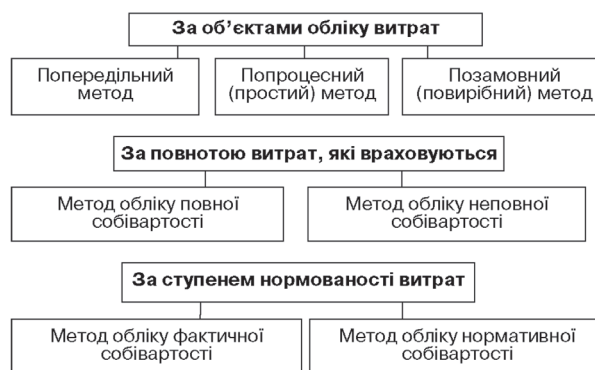 За об’єктами обліку витрат
Попередільний
метод
Попроцесний
(простий) метод
Позамовний
(повирібний) метод
За повнотою витрат, які враховуються
Метод обліку повної
собівартості
Метод обліку неповної
собівартості
За ступенем нормованості витрат
Метод обліку фактичної
собівартості
Метод обліку нормативної
собівартості